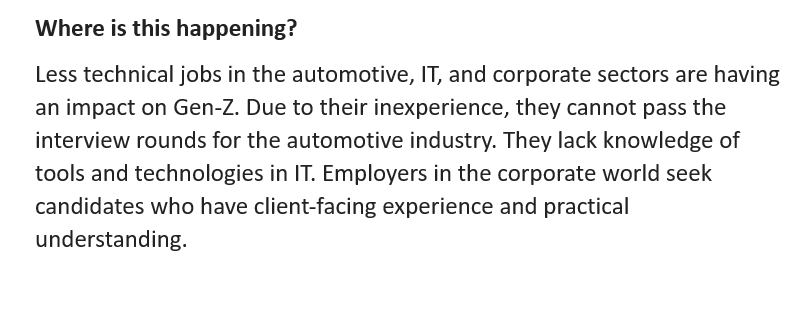 Where is this happening?
Less technical jobs in the automotive, IT, and corporate sectors are having
an impact on Gen-Z. Due to their inexperience, they cannot pass the
interview rounds for the automotive industry. They lack knowledge of
tools and technologies in IT. Employers in the corporate world seek
candidates who have client-facing experience and practical
understanding.